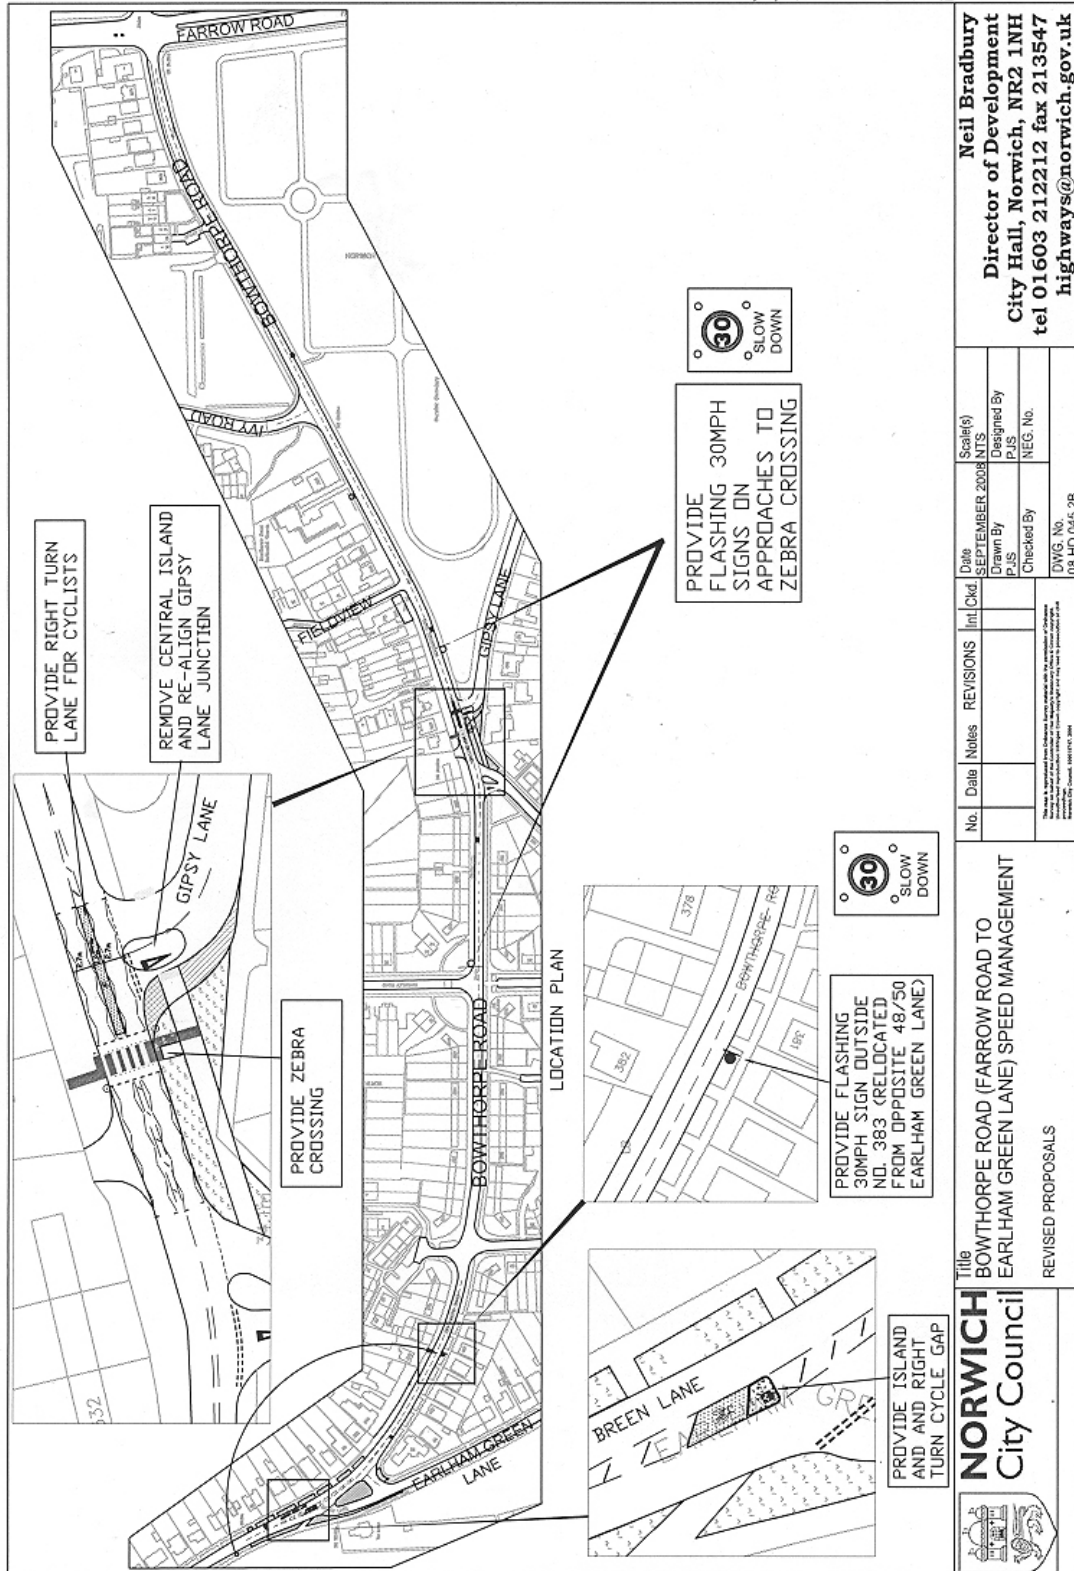 FARROW ROAD
BOWTHORPE ROAD
IVY ROAD
FIELDVIEW
GIPSY LANE
BOWTHORPE ROAD
EARLHAM GREEN
LANE
LOCATION PLAN
PROVIDE RIGHT TURN
LANE FOR CYCLISTS
REMOVE CENTRAL ISLAND
AND RE-ALIGN GIPSY
LANE JUNCTION
GIPSY LANE
PROVIDE ZEBRA
CROSSING
332
PROVIDE
FLASHING 30MPH
SIGNS ON
APPROACHES TO
ZEBRA CROSSING
30
SLOW
DOWN
378
382
381
BOWTHORPE RO
PROVIDE FLASHING
30MPH SIGN OUTSIDE
NO. 383 (RELOCATED
FROM OPPOSITE 48/50
EARLHAM GREEN LANE)
30
SLOW
DOWN
BREEN LANE
PROVIDE ISLAND
AND AND RIGHT
TURN CYCLE GAP
NORWICH
City Council
Title
BOWTHORPE ROAD (FARROW ROAD TO
EARLHAM GREEN LANE) SPEED MANAGEMENT
REVISED PROPOSALS
No. Date Notes REVISIONS Int. Ckd.
Date
SEPTEMBER 2008
Scale(s)
NTS
Drawn By
PJS
Designed By
PJS
Checked By
NEG. No.
DWG. No.
Neil Bradbury
Director of Development
City Hall, Norwich, NR2 1NH
tel 01603 212212 fax 213547
highways@norwich.gov.uk